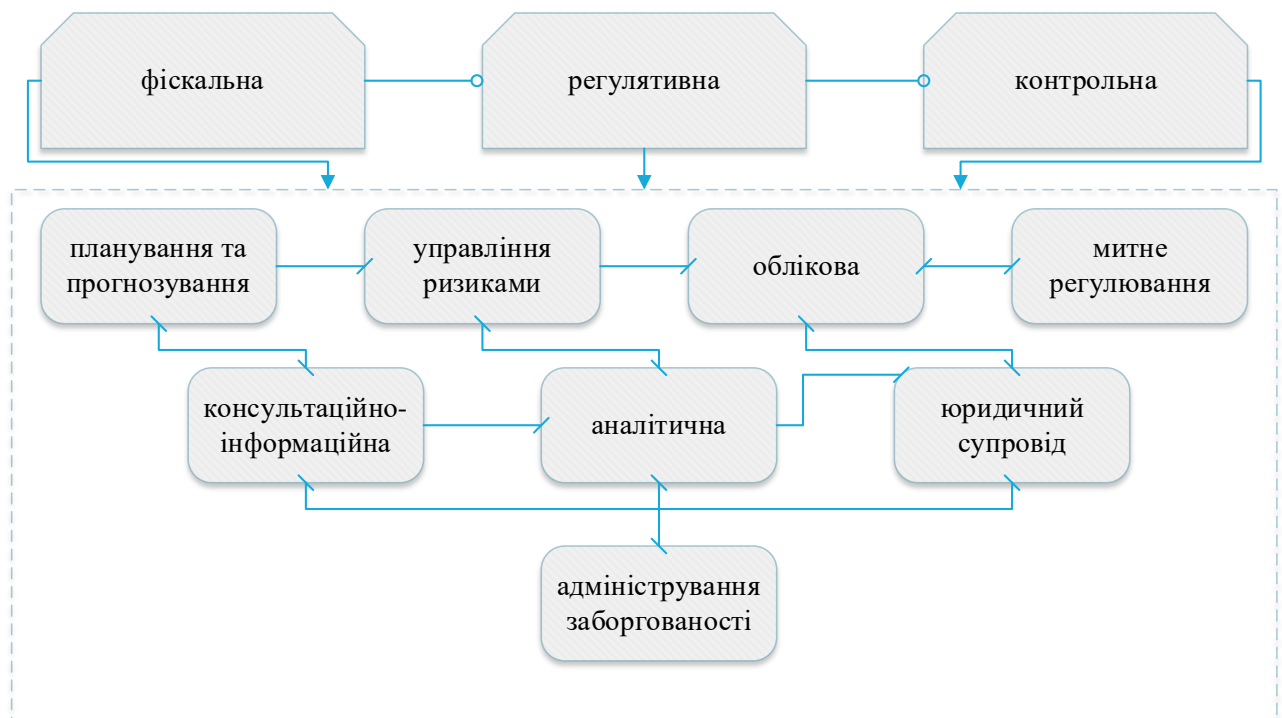 фіскальна
регулятивна
контрольна
планування та
прогнозування
управління
ризиками
облікова
митне
регулювання
консультаційно-
інформаційна
аналітична
юридичний
супровід
адміністрування
заборгованості